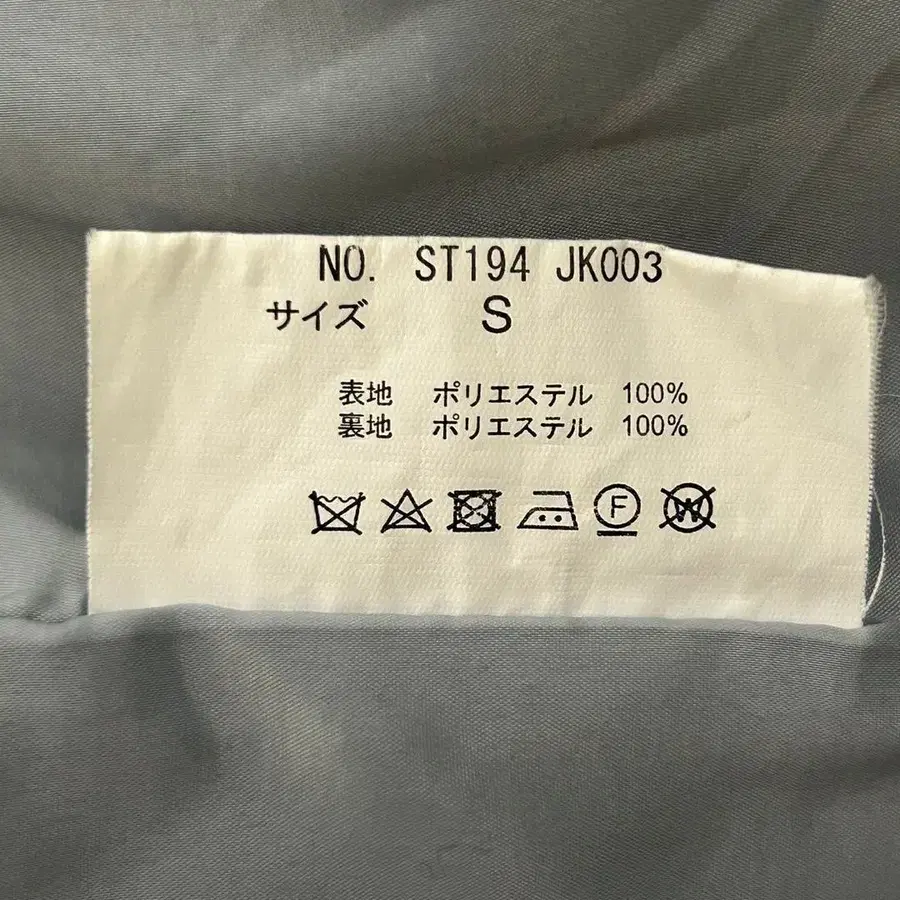 NO. ST194 JK003
サイズ S
表地 ポリエステル 100%
裏地 ポリエステル 100%
F W